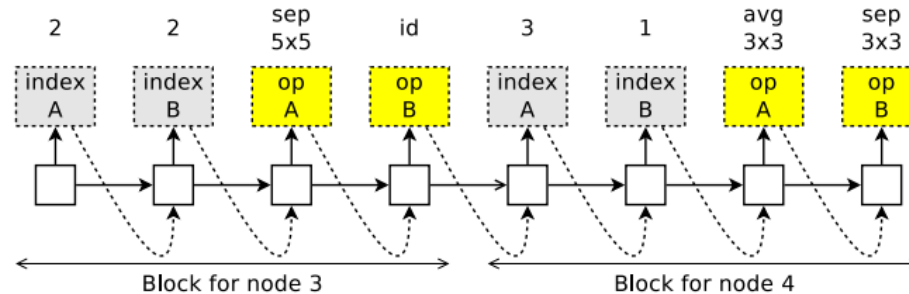 2 2 sep 5x5 id 3 1 avg 3x3 sep 3x3
index A index B op A op B index A index B op A op B
Block for node 3 Block for node 4